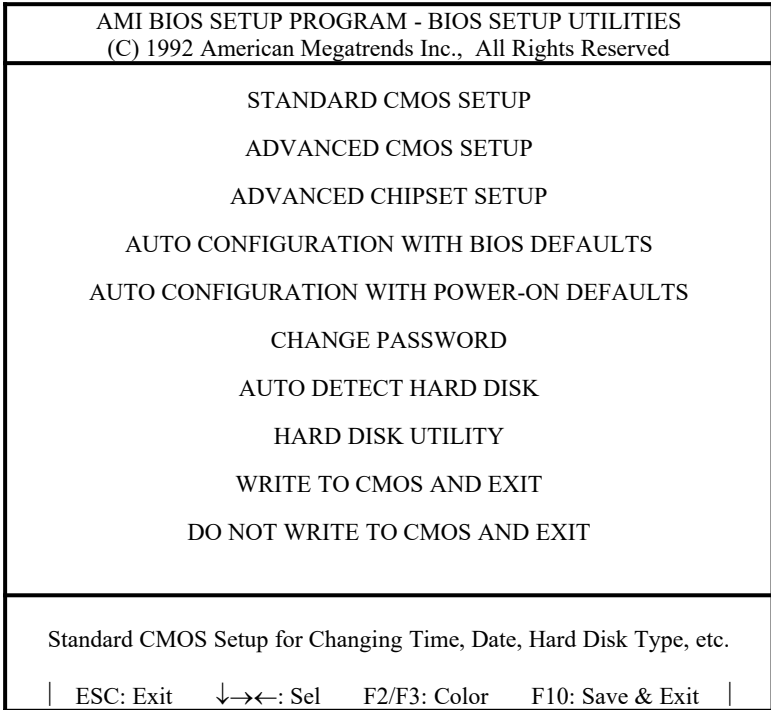 AMI BIOS SETUP PROGRAM - BIOS SETUP UTILITIES
(C) 1992 American Megatrends Inc.,  All Rights Reserved
STANDARD CMOS SETUP
ADVANCED CMOS SETUP
ADVANCED CHIPSET SETUP
AUTO CONFIGURATION WITH BIOS DEFAULTS
AUTO CONFIGURATION WITH POWER-ON DEFAULTS
CHANGE PASSWORD
AUTO DETECT HARD DISK
HARD DISK UTILITY
WRITE TO CMOS AND EXIT
DO NOT WRITE TO CMOS AND EXIT
Standard CMOS Setup for Changing Time, Date, Hard Disk Type, etc.
| ESC: Exit ↓→←: Sel F2/F3: Color F10: Save & Exit |